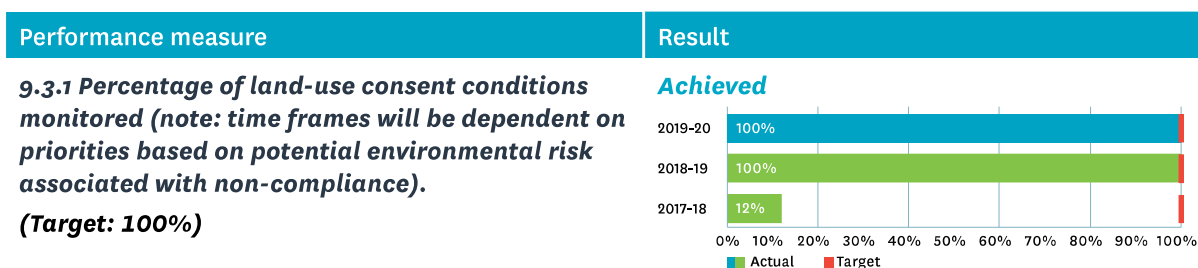 Performance measure
Result
9.3.1 Percentage of land-use consent conditions
monitored (note: time frames will be dependent on
priorities based on potential environmental risk
associated with non-compliance).
(Target: 100%)
Achieved
2019-20 100%
2018-19 100%
2017-18 12%
0% 10% 20% 30% 40% 50% 60% 70% 80% 90% 100%
Actual Target